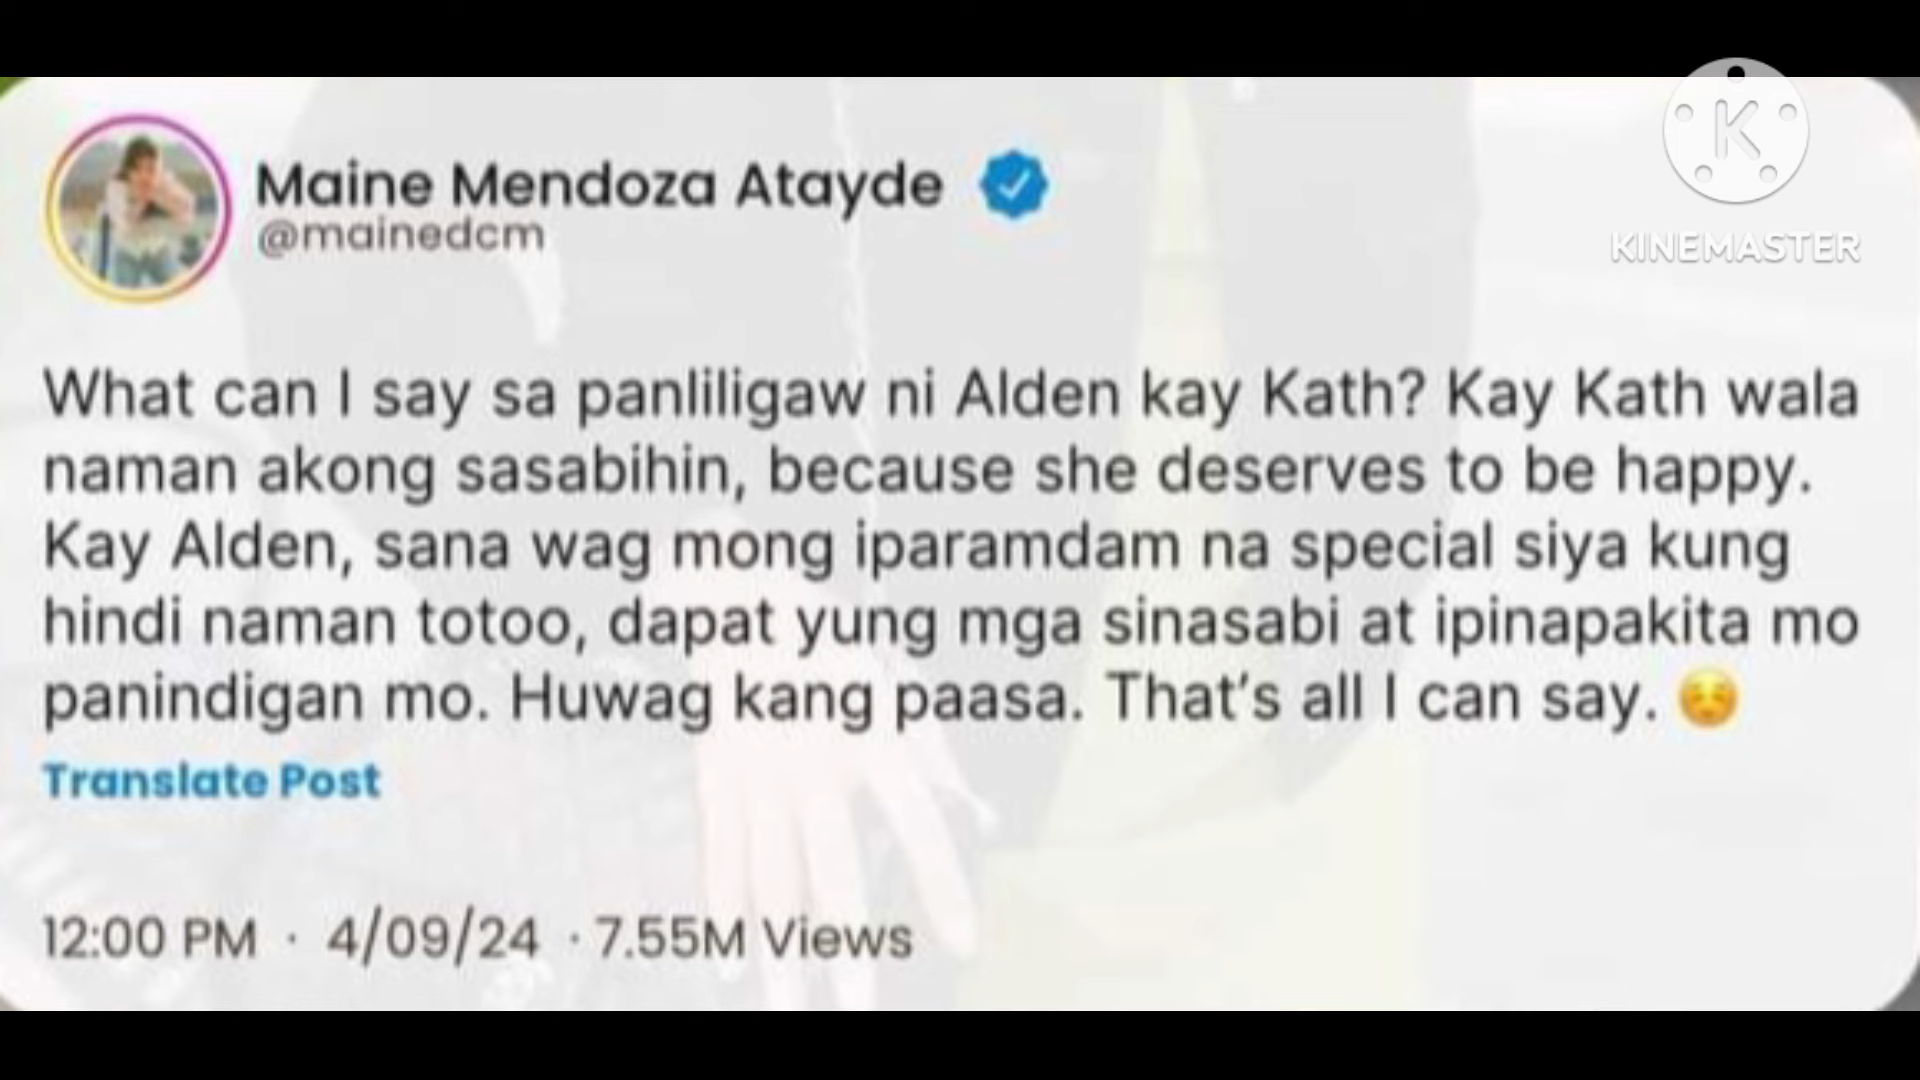 Maine Mendoza Atayde
@mainedcm
KINEMASTER
What can I say sa panliligaw ni Alden kay Kath? Kay Kath wala
naman akong sasabihin, because she deserves to be happy.
Kay Alden, sana wag mong iparamdam na special siya kung
hindi naman totoo, dapat yung mga sinasabi at ipinapakita mo
panindigan mo. Huwag kang paasa. That's all I can say. ☺️
Translate Post
12:00 PM · 4/09/24 · 7.55M Views